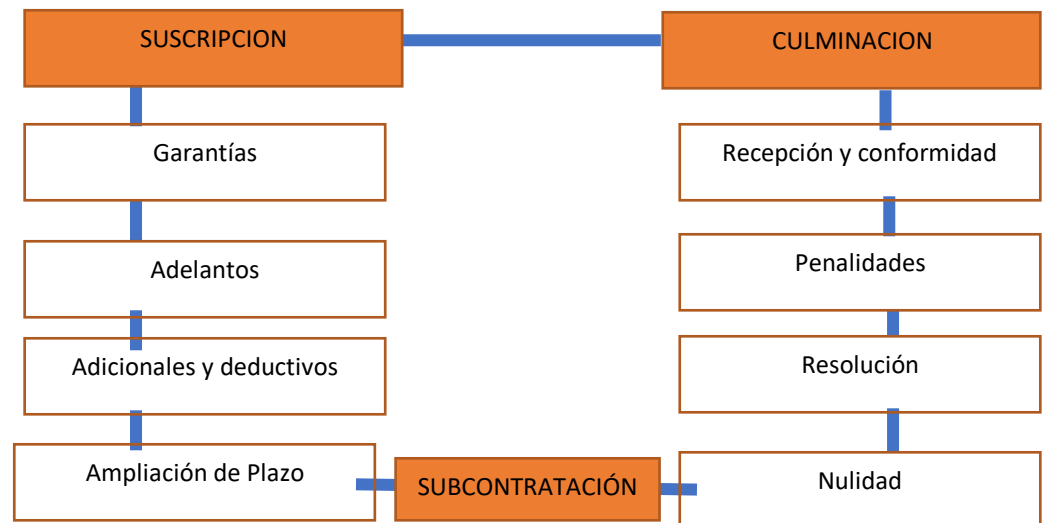 SUSCRIPCION
CULMINACION
Garantías
Recepción y conformidad
Adelantos
Penalidades
Adicionales y deductivos
Resolución
Ampliación de Plazo
SUBCONTRATACIÓN
Nulidad